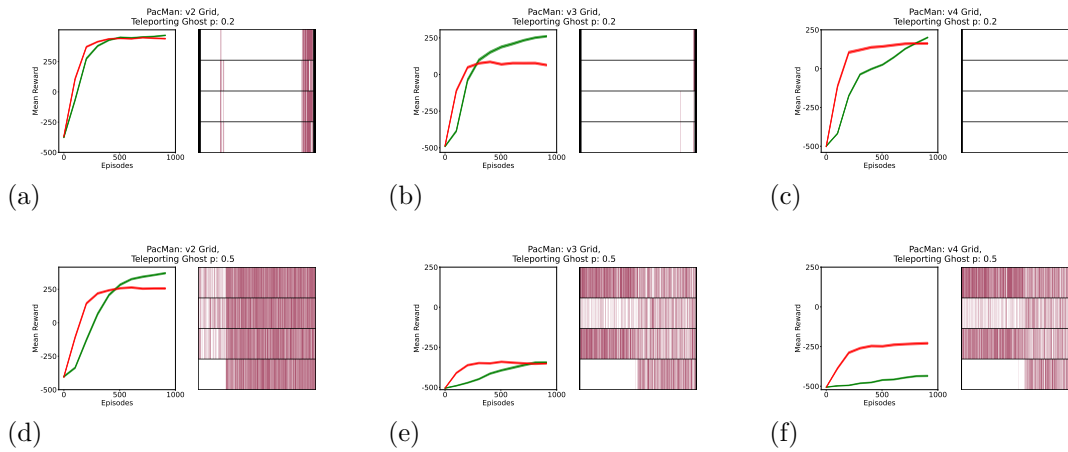 PacMan: v2 Grid,
Teleporting Ghost p: 0.2
Mean Reward
250
0
-250
-500
0
500
1000
Episodes
(a)
PacMan: v3 Grid,
Teleporting Ghost p: 0.2
Mean Reward
250
0
-250
-500
0
500
1000
Episodes
(b)
PacMan: v4 Grid,
Teleporting Ghost p: 0.2
Mean Reward
250
0
-250
-500
0
500
1000
Episodes
(c)
PacMan: v2 Grid,
Teleporting Ghost p: 0.5
Mean Reward
250
0
-250
-500
0
500
1000
Episodes
(d)
PacMan: v3 Grid,
Teleporting Ghost p: 0.5
Mean Reward
250
0
-250
-500
0
500
1000
Episodes
(e)
PacMan: v4 Grid,
Teleporting Ghost p: 0.5
Mean Reward
250
0
-250
-500
0
500
1000
Episodes
(f)